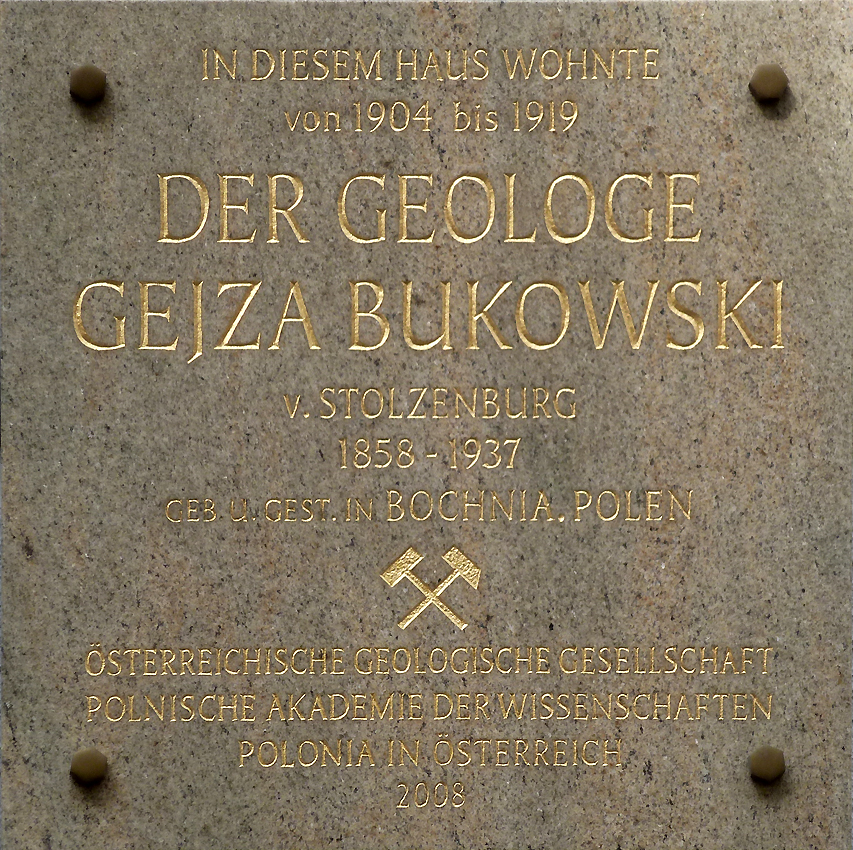 IN DIESEM HAUS WOHNTE
von 1904 bis 1919
DER GEOLOGE
GEJZA BUKOWSKI
v. STOLZENBURG
1858 - 1937
GEB. U. GEST. IN BOCHNIA, POLEN
ÖSTERREICHISCHE GEOLOGISCHE GESELLSCHAFT
POLNISCHE AKADEMIE DER WISSENSCHAFTEN
POLONIA IN ÖSTERREICH
2008